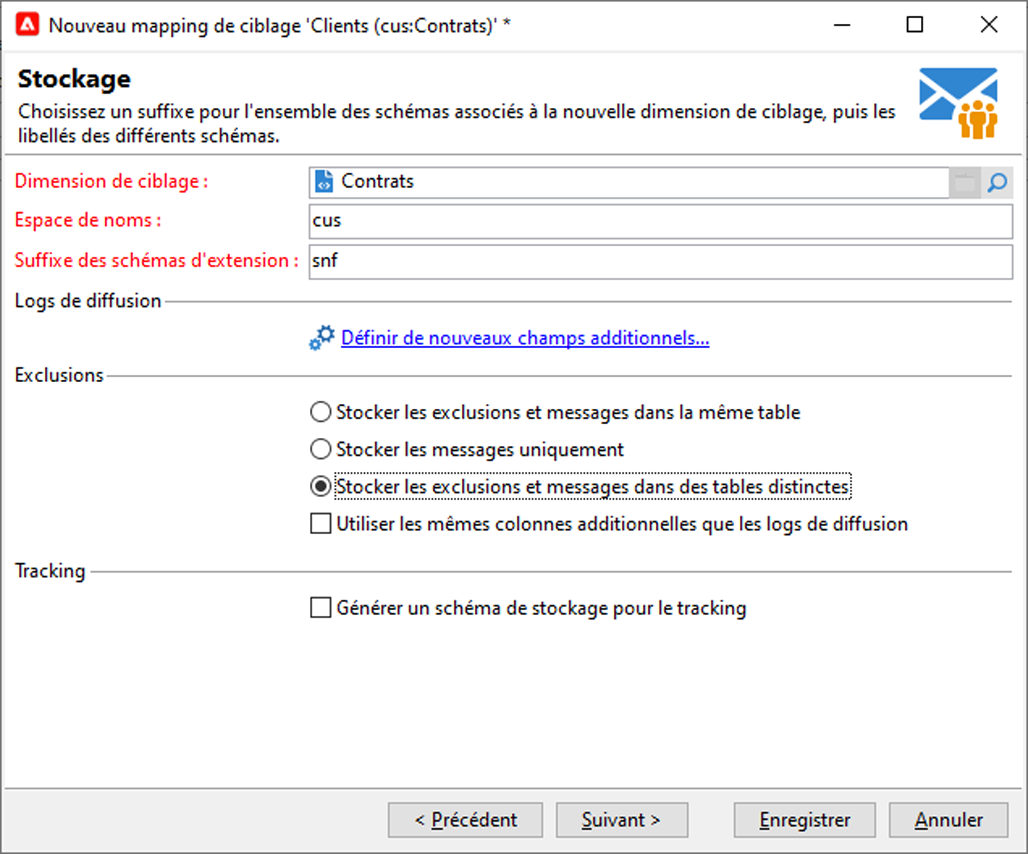 Nouveau mapping de ciblage 'Clients (cus:Contrats)' *
Stockage
Choisissez un suffixe pour l'ensemble des schémas associés à la nouvelle dimension de ciblage, puis les
libellés des différents schémas.
Dimension de ciblage : Contrats
Espace de noms : cus
Suffixe des schémas d'extension : snf
Logs de diffusion
Définir de nouveaux champs additionnels...
Exclusions
Stocker les exclusions et messages dans la même table
Stocker les messages uniquement
Stocker les exclusions et messages dans des tables distinctes
Utiliser les mêmes colonnes additionnelles que les logs de diffusion
Tracking
Générer un schéma de stockage pour le tracking
< Précédent Suivant > Enregistrer Annuler